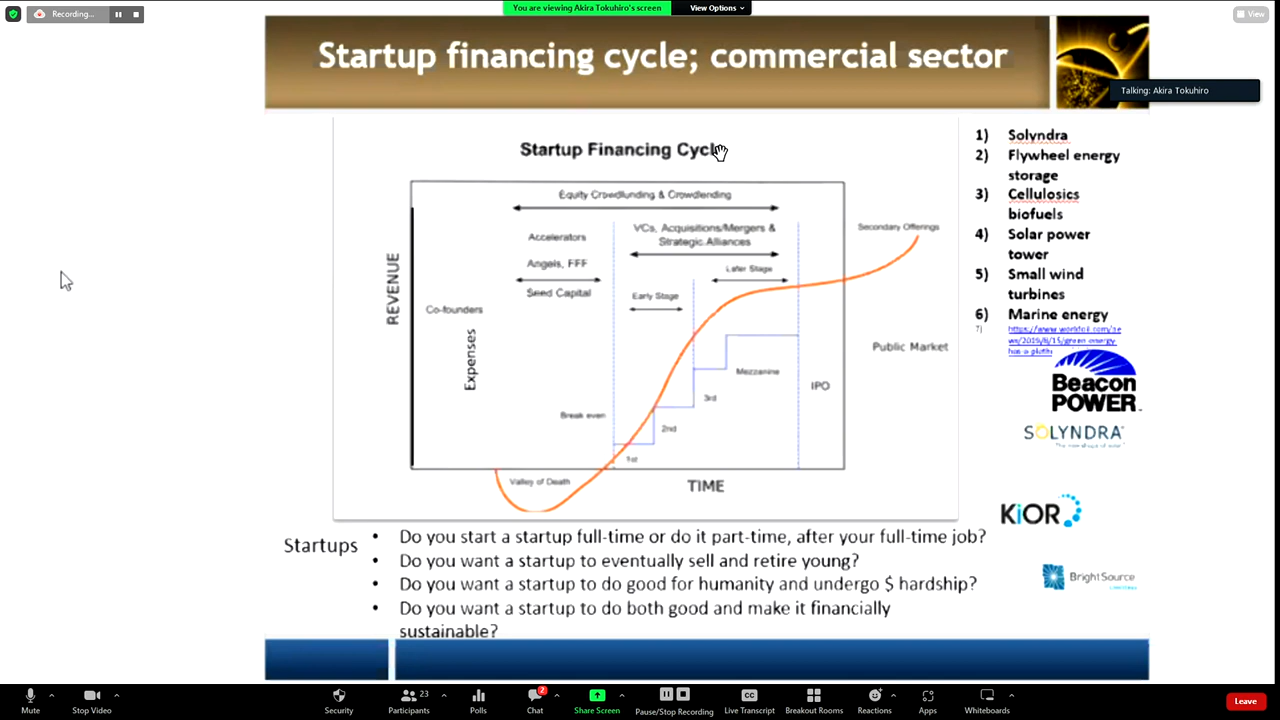 Recording...
You are viewing Akira Tokuhiro's screen
View Options
View
Startup financing cycle; commercial sector
Talking: Akira Tokuhiro
Startup Financing Cycle
Equity Crowdfunding & Crowdlending
Accelerators
Angels, FFF
Seed Capital
VCs, Acquisitions/Mergers &
Strategic Alliances
Later Stage
Early Stage
Secondary Offerings
Co-founders
REVENUE
Expenses
Break even
Public Market
Mezzanine
IPO
3rd
2nd
1st
Valley of Death
TIME
1) Solyndra
2) Flywheel energy
storage
3) Cellulosics
biofuels
4) Solar power
tower
5) Small wind
turbines
6) Marine energy
7)
Beacon
POWER
SOLYNDRA
KiOR
BrightSource
Startups
• Do you start a startup full-time or do it part-time, after your full-time job?
• Do you want a startup to eventually sell and retire young?
• Do you want a startup to do good for humanity and undergo $ hardship?
• Do you want a startup to do both good and make it financially
sustainable?
Mute
Stop Video
Security
Participants 23
Polls
Chat 2
Share Screen
Pause/Stop Recording
CC
Live Transcript
Breakout Rooms
Reactions
Apps
Whiteboards
Leave